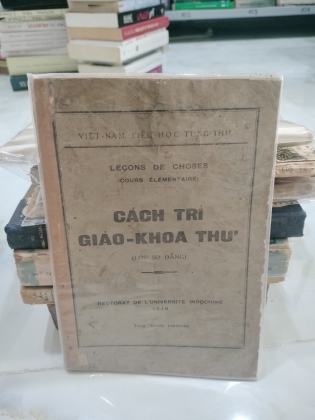 VIỆT-NAM TIỂU-HỌC TÙNG-THƯ
LEÇONS DE CHOSES
(COURS ÉLÉMENTAIRE)
CÁCH TRÍ
GIÁO-KHOA THƯ
(LỚP SƠ ĐẲNG)
RECTORAT DE L'UNIVERSITÉ INDOCHINE